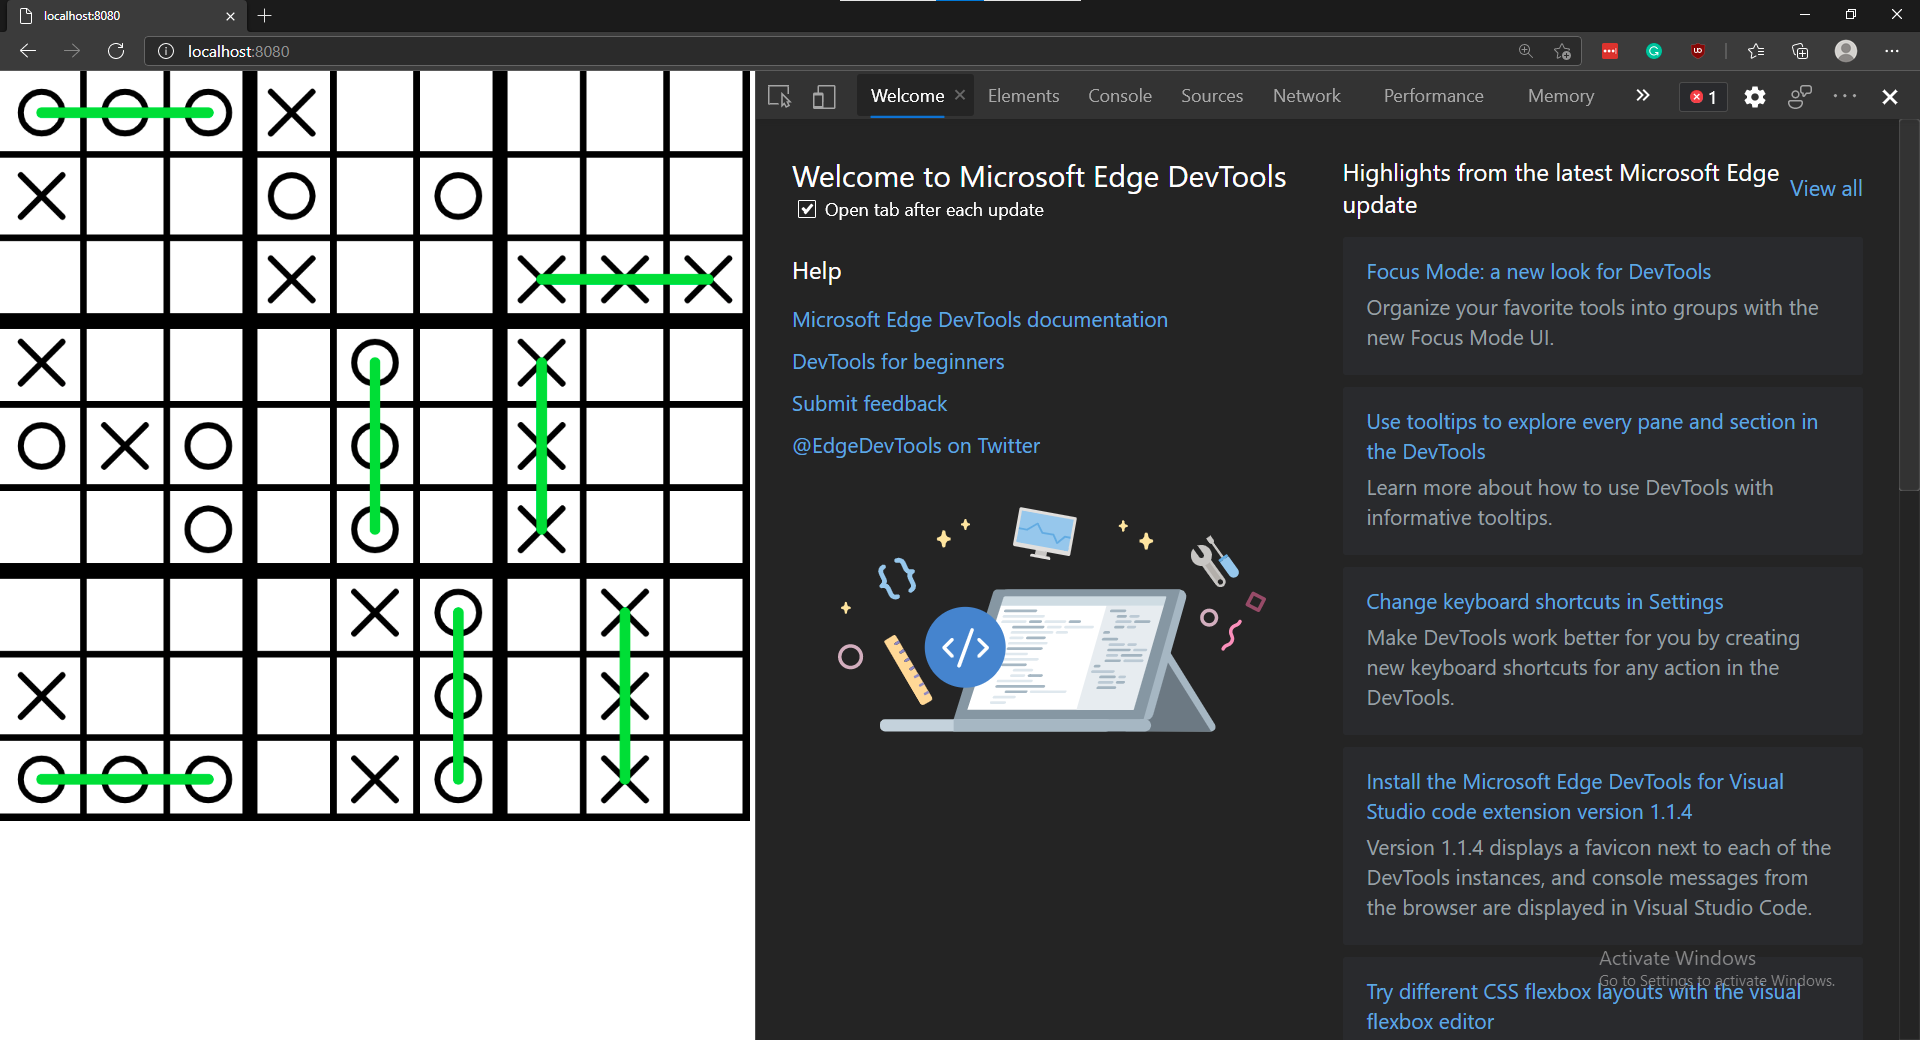 localhost:8080
localhost:8080
Welcome
Elements
Console
Sources
Network
Performance
Memory
1
Welcome to Microsoft Edge DevTools
Open tab after each update
Help
Microsoft Edge DevTools documentation
DevTools for beginners
Submit feedback
@EdgeDevTools on Twitter
Highlights from the latest Microsoft Edge
update
View all
Focus Mode: a new look for DevTools
Organize your favorite tools into groups with the
new Focus Mode UI.
Use tooltips to explore every pane and section in
the DevTools
Learn more about how to use DevTools with
informative tooltips.
Change keyboard shortcuts in Settings
Make DevTools work better for you by creating
new keyboard shortcuts for any action in the
DevTools.
Install the Microsoft Edge DevTools for Visual
Studio code extension version 1.1.4
Version 1.1.4 displays a favicon next to each of the
DevTools instances, and console messages from
the browser are displayed in Visual Studio Code.
Activate Windows
Go to Settings to activate Windows.
Try different CSS flexbox layouts with the visual
flexbox editor